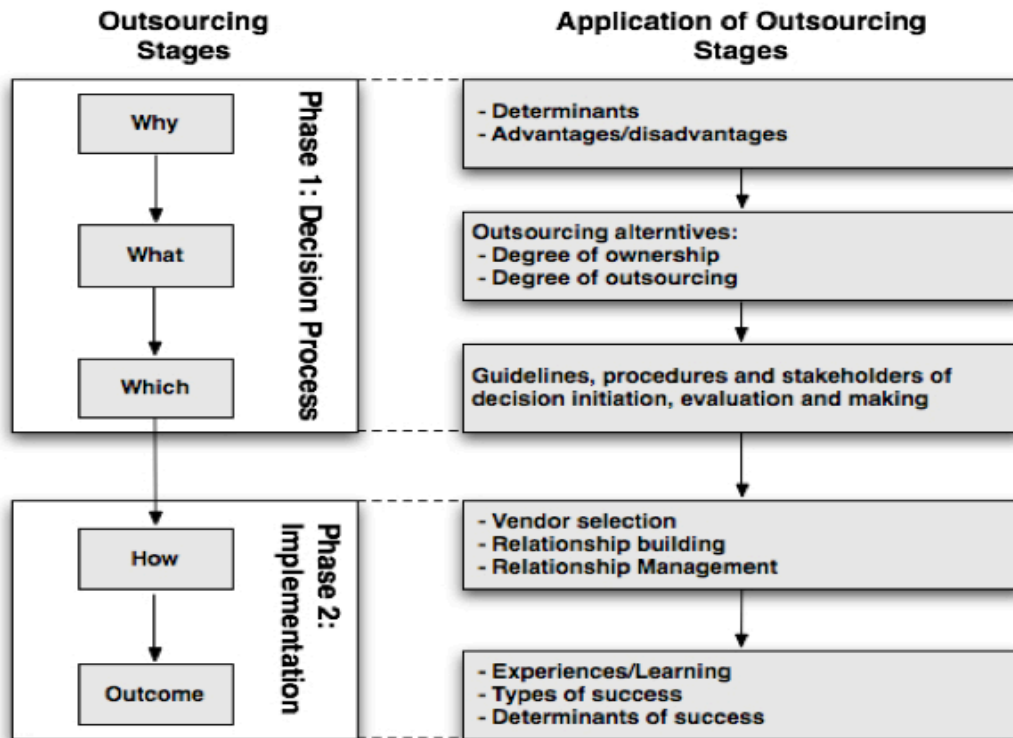 Outsourcing
Stages
Application of Outsourcing
Stages
Phase 1: Decision Process
Why
What
Which
- Determinants
- Advantages/disadvantages
Outsourcing alterntives:
- Degree of ownership
- Degree of outsourcing
Guidelines, procedures and stakeholders of
decision initiation, evaluation and making
Phase 2:
Implementation
How
Outcome
- Vendor selection
- Relationship building
- Relationship Management
- Experiences/Learning
- Types of success
- Determinants of success